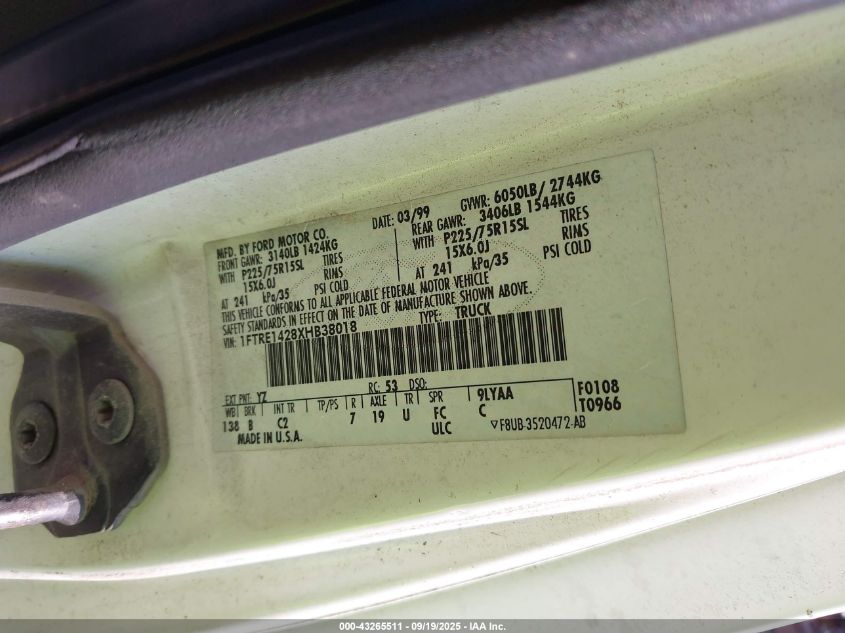 MFD. BY FORD MOTOR CO.
DATE: 03/99 GVWR: 6050LB/ 2744KG
FRONT GAWR: 3140LB 1424KG REAR GAWR: 3406LB 1544KG
WITH P225/75R15SL TIRES WITH P225/75R15SL TIRES
15X6.0J RIMS 15X6.0J RIMS
AT 241 kPa/35 PSI COLD AT 241 kPa/35 PSI COLD
THIS VEHICLE CONFORMS TO ALL APPLICABLE FEDERAL MOTOR VEHICLE
SAFETY STANDARDS IN EFFECT ON THE DATE OF MANUFACTURE SHOWN ABOVE.
VIN: 1FTRE1428XHB38018 TYPE: TRUCK
EXT PNT: YZ RC: 53 DSO:
WB BRK INT TR TP/PS R AXLE TR SPR 9LYAA F0108
138 B C2 7 19 U FC C T0966
ULC
MADE IN U.S.A. ▽F8UB-3520472-AB
000-43265511 - 09/19/2025 - IAA Inc.